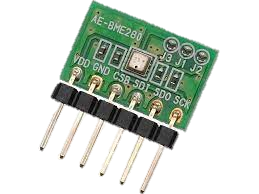 AE-BME280
J3 J1 J2
VDD GND CSB SDI SDO SCK